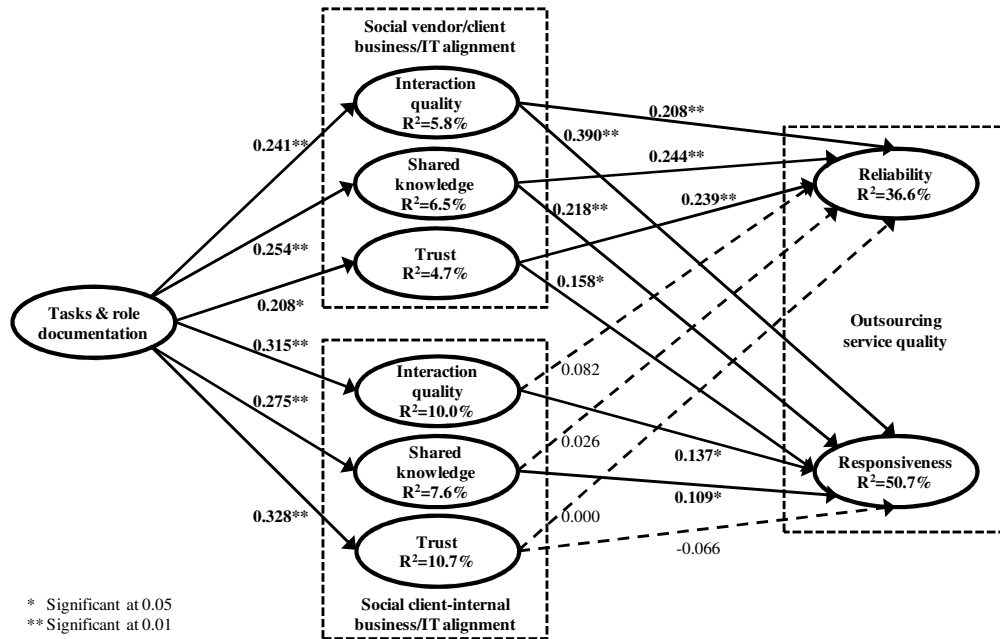 Social vendor/client
business/IT alignment
Interaction
quality
R²=5.8%
0.208**
0.390**
0.241**
Shared
knowledge
R²=6.5%
0.244**
Reliability
R²=36.6%
0.239**
0.218**
0.254**
Trust
R²=4.7%
0.158*
0.208*
Tasks & role
documentation
Outsourcing
service quality
0.315**
0.082
Interaction
quality
R²=10.0%
0.275**
0.026
0.137*
Shared
knowledge
R²=7.6%
Responsiveness
R²=50.7%
0.109*
0.328**
0.000
Trust
R²=10.7%
-0.066
* Significant at 0.05
** Significant at 0.01
Social client-internal
business/IT alignment